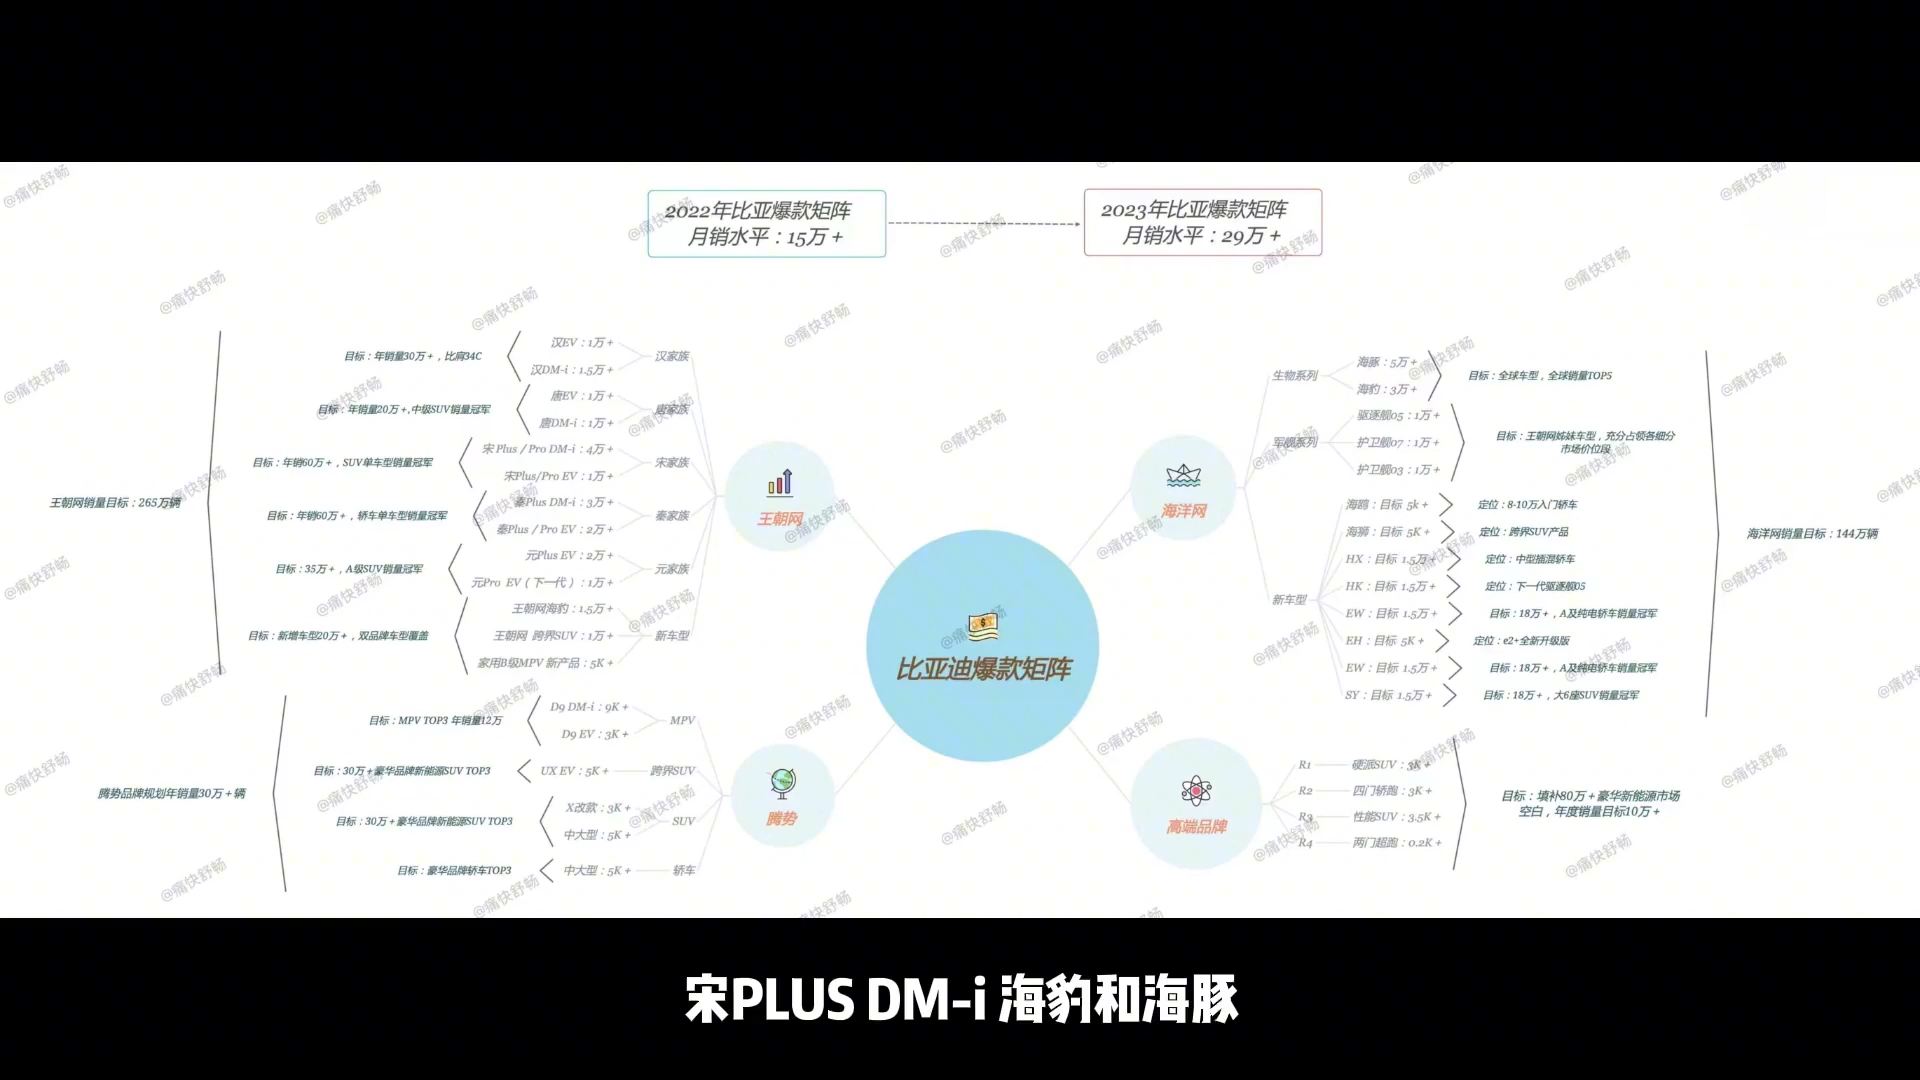 2022年比亚爆款矩阵
月销水平：15万＋
2023年比亚爆款矩阵
月销水平：29万＋
比亚迪爆款矩阵
王朝网
王朝网销量目标：265万辆
汉家族
汉EV：1万＋
汉DM-i：1.5万＋
目标：年销量30万＋，比肩34C
唐家族
唐EV：1万＋
唐DM-i：1万＋
目标：年销量20万＋,中级SUV销量冠军
宋家族
宋 Plus / Pro DM-i：4万＋
宋Plus/Pro EV：1万＋
目标：年销60万＋，SUV单车型销量冠军
秦家族
秦Plus DM-i：3万＋
秦Plus / Pro EV：2万＋
目标：年销60万＋，轿车单车型销量冠军
元家族
元Plus EV：2万＋
元Pro EV（下一代）：1万＋
目标：35万＋，A级SUV销量冠军
新车型
王朝网海豹：1.5万＋
王朝网 跨界SUV：1万＋
家用B级MPV 新产品：5K＋
目标：新增车型20万＋，双品牌车型覆盖
腾势
腾势品牌规划年销量30万＋辆
MPV
D9 DM-i：9K＋
D9 EV：3K＋
目标：MPV TOP3 年销量12万
跨界SUV
UX EV：5K＋
目标：30万＋豪华品牌新能源SUV TOP3
SUV
X改款：3K＋
中大型：5K＋
目标：30万＋豪华品牌新能源SUV TOP3
轿车
中大型：5K＋
目标：豪华品牌轿车TOP3
海洋网
海洋网销量目标：144万辆
生物系列
海豚：5万＋
海豹：3万＋
目标：全球车型，全球销量TOP5
军舰系列
驱逐舰05：1万＋
护卫舰07：1万＋
护卫舰03：1万＋
目标：王朝网姊妹车型，充分占领各细分
市场价位段
新车型
海鸥：目标 5k＋
定位：8-10万入门轿车
海狮：目标 5K＋
定位：跨界SUV产品
HX：目标 1.5万＋
定位：中型插混轿车
HK：目标 1.5万＋
定位：下一代驱逐舰05
EW：目标 1.5万＋
目标：18万＋，A及纯电轿车销量冠军
EH：目标 5K＋
定位：e2+全新升级版
EW：目标 1.5万＋
目标：18万＋，A及纯电轿车销量冠军
SY：目标 1.5万＋
目标：18万＋，大6座SUV销量冠军
高端品牌
R1
硬派SUV：3K＋
R2
四门轿跑：3K＋
R3
性能SUV：3.5K＋
R4
两门超跑：0.2K＋
目标：填补80万＋豪华新能源市场
空白，年度销量目标10万＋
@痛快舒畅
宋PLUS DM-i 海豹和海豚